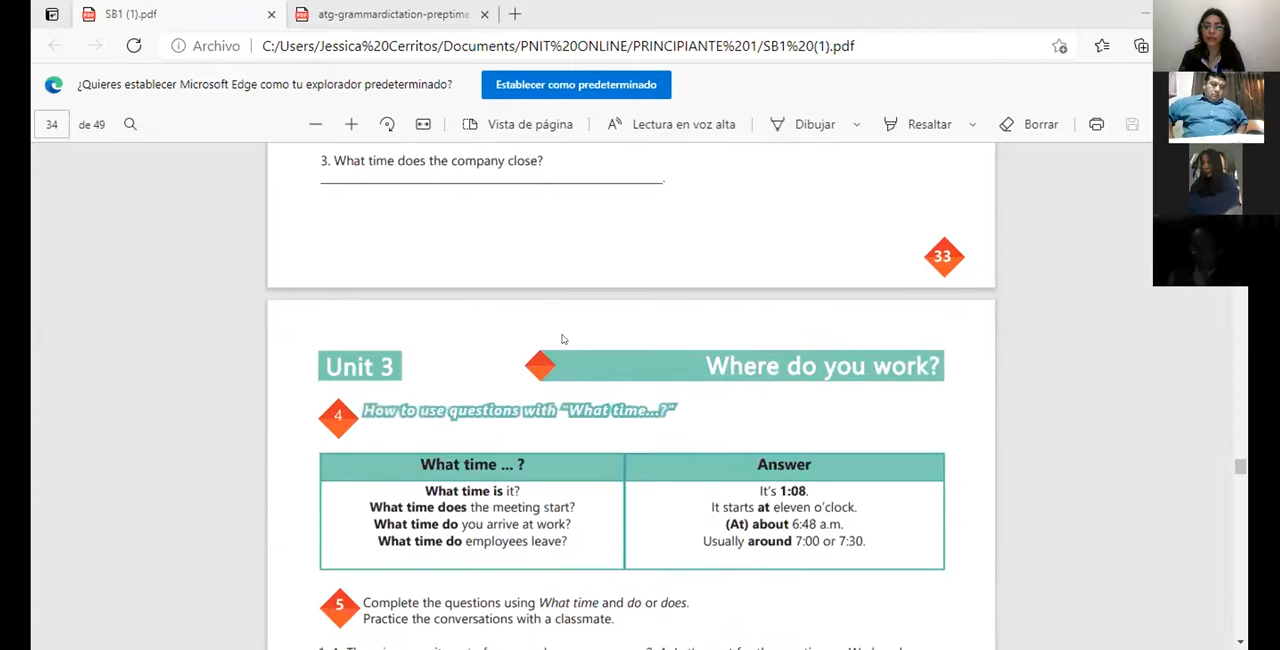 SB1 (1).pdf
atg-grammardictation-preptime
Archivo
C:/Users/Jessica%20Cerritos/Documents/PNIT%20ONLINE/PRINCIPIANTE%201/SB1%20(1).pdf
¿Quieres establecer Microsoft Edge como tu explorador predeterminado?
Establecer como predeterminado
34 de 49
Vista de página
Lectura en voz alta
Dibujar
Resaltar
Borrar
3. What time does the company close?
33
Unit 3
Where do you work?
4 How to use questions with "What time...?"
What time ... ? Answer
What time is it? It's 1:08.
What time does the meeting start? It starts at eleven o'clock.
What time do you arrive at work? (At) about 6:48 a.m.
What time do employees leave? Usually around 7:00 or 7:30.
5 Complete the questions using What time and do or does.
Practice the conversations with a classmate.